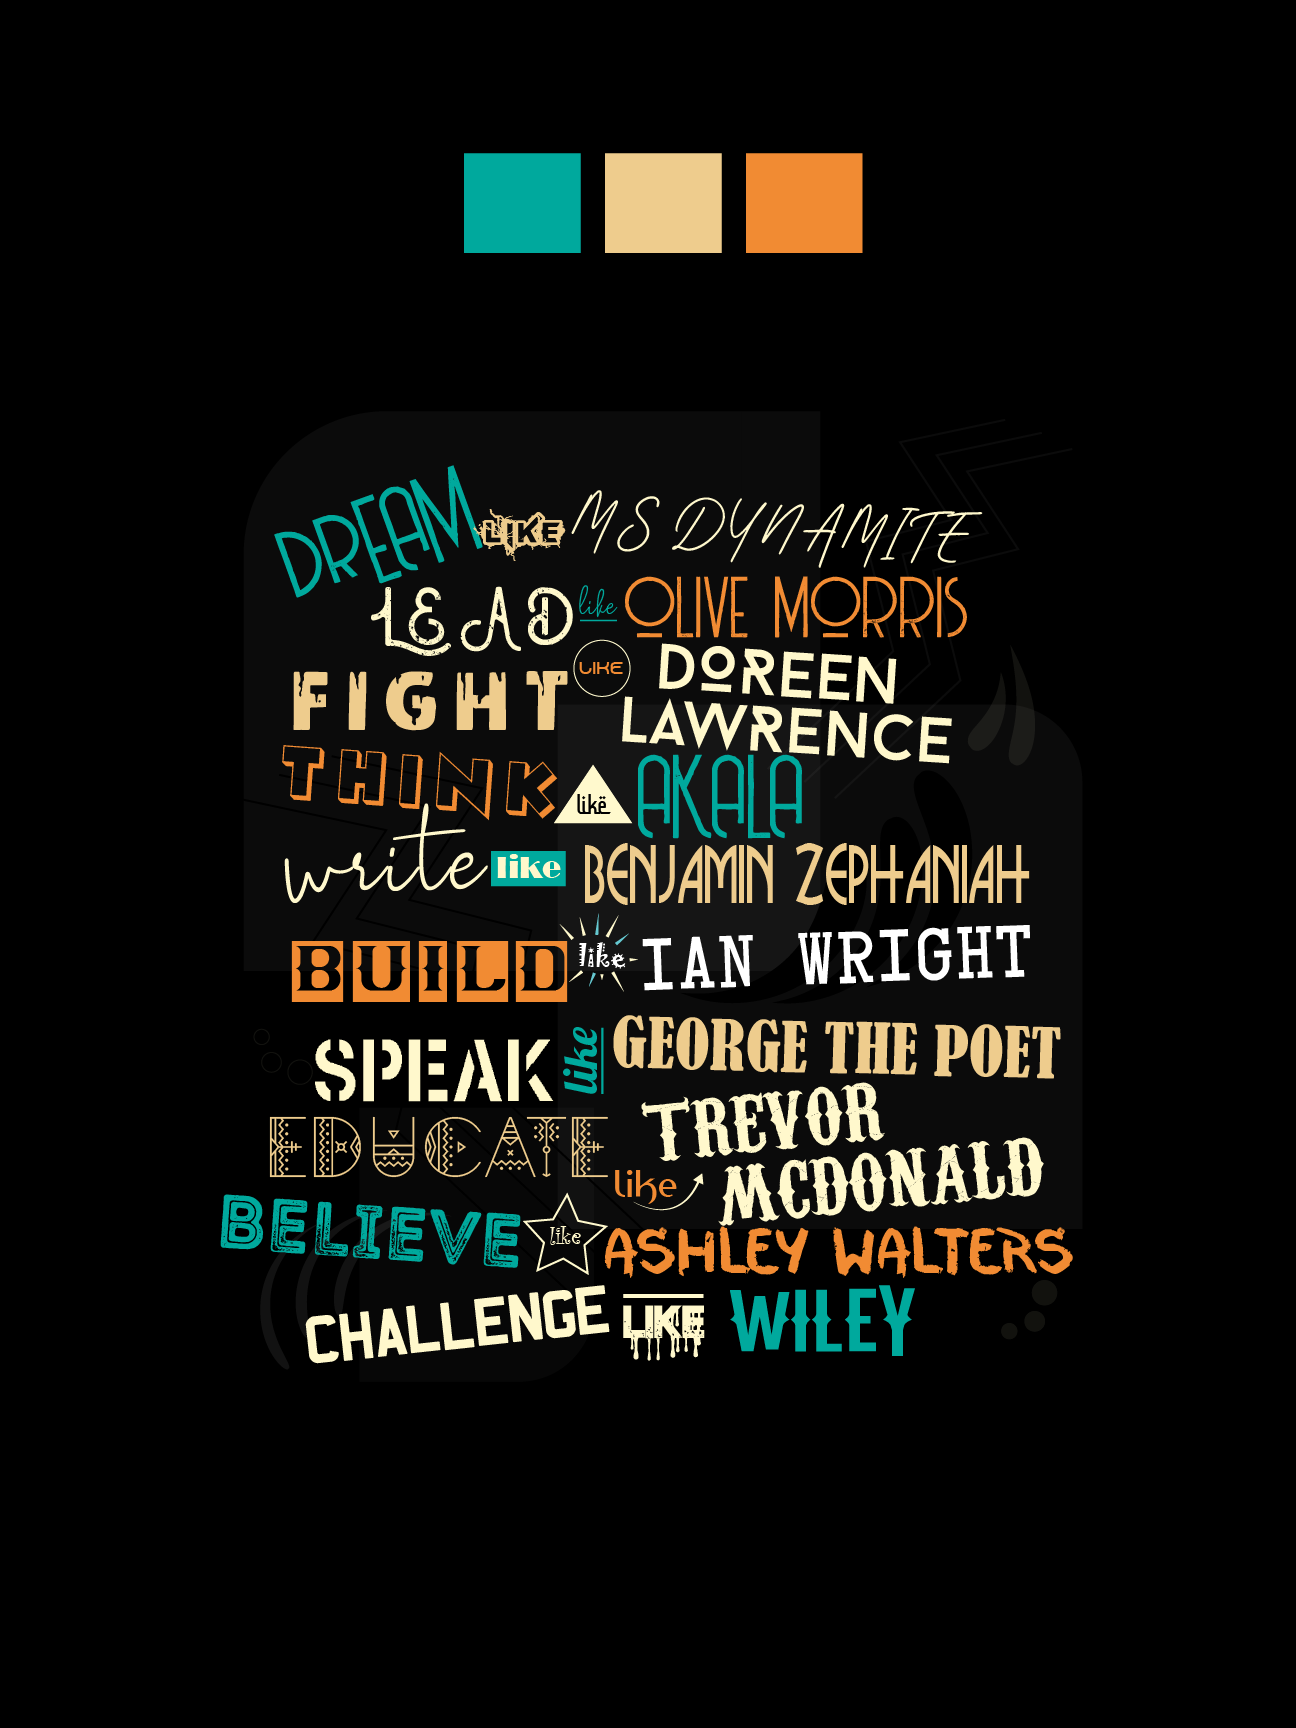 DREAM LIKE MS DYNAMITE
LEAD like OLIVE MORRIS
FIGHT LIKE DOREEN
LAWRENCE
THINK likë AKALA
write like BENJAMIN ZEPHANIAH
BUILD like IAN WRIGHT
SPEAK like GEORGE THE POET
EDUCATE like TREVOR
MCDONALD
BELIEVE like ASHLEY WALTERS
CHALLENGE LIKE WILEY